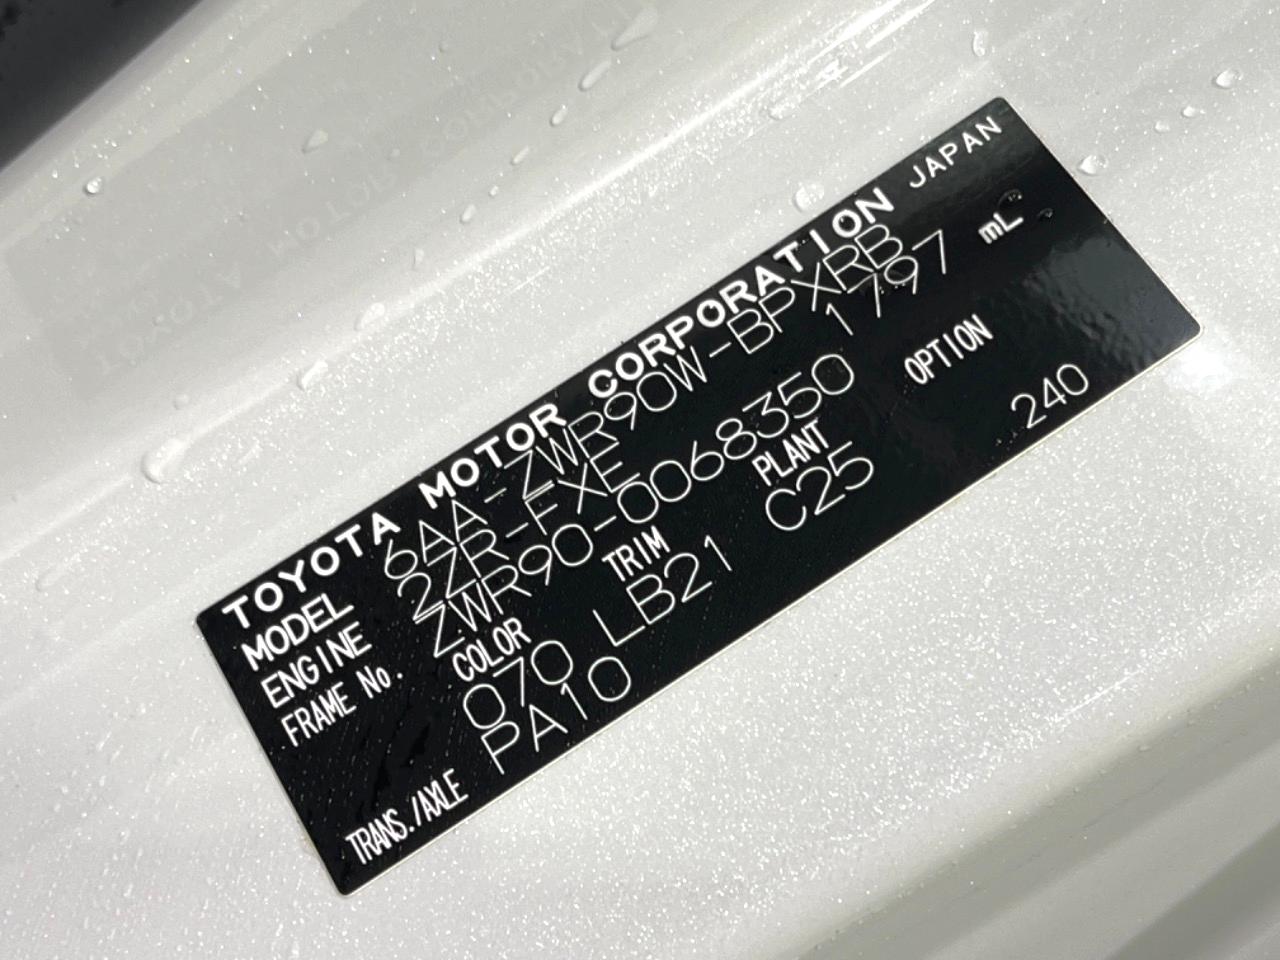 TOYOTA MOTOR CORPORATION JAPAN
MODEL 6AA-ZWR90W-BPXRB
ENGINE 2ZR-FXE 1797 mL
FRAME No. ZWR90-0068350
COLOR TRIM PLANT OPTION
070 LB21 C25 240
TRANS./AXLE PA10